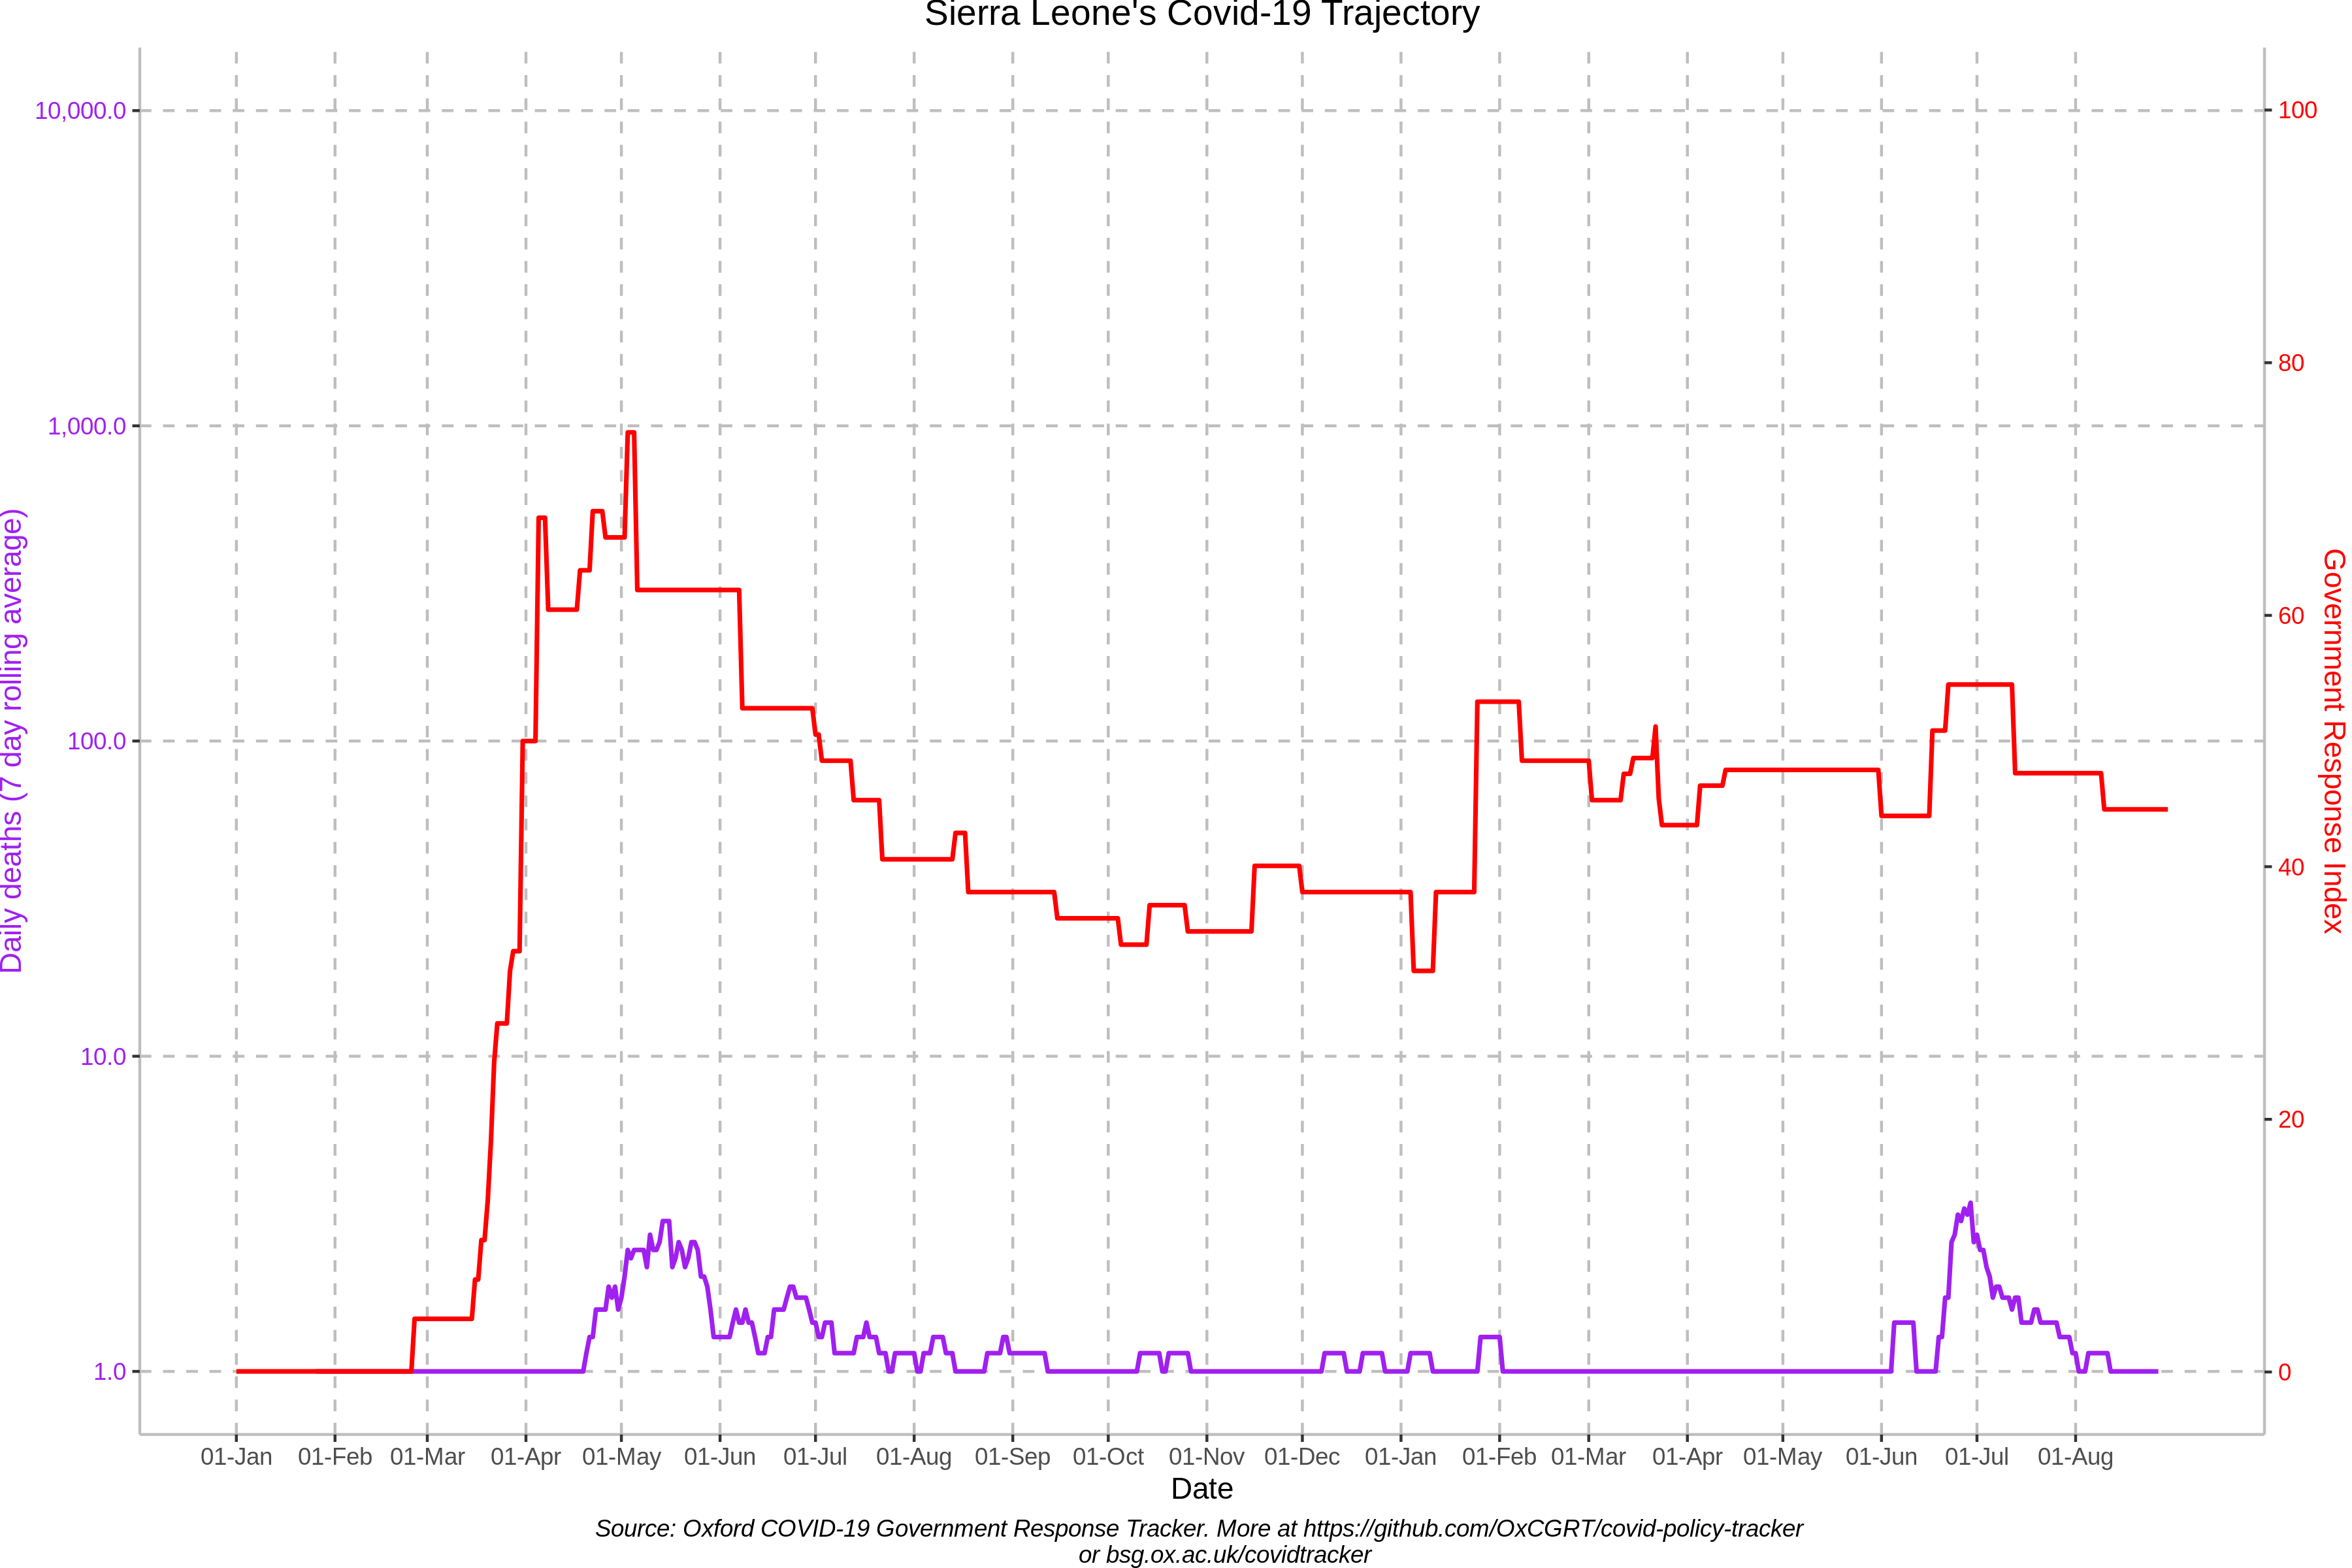 Sierra Leone's Covid-19 Trajectory
10,000.0
1,000.0
100.0
10.0
1.0
Daily deaths (7 day rolling average)
100
80
60
40
20
0
Government Response Index
01-Jan 01-Feb 01-Mar 01-Apr 01-May 01-Jun 01-Jul 01-Aug 01-Sep 01-Oct 01-Nov 01-Dec 01-Jan 01-Feb 01-Mar 01-Apr 01-May 01-Jun 01-Jul 01-Aug
Date
Source: Oxford COVID-19 Government Response Tracker. More at https://github.com/OxCGRT/covid-policy-tracker
or bsg.ox.ac.uk/covidtracker